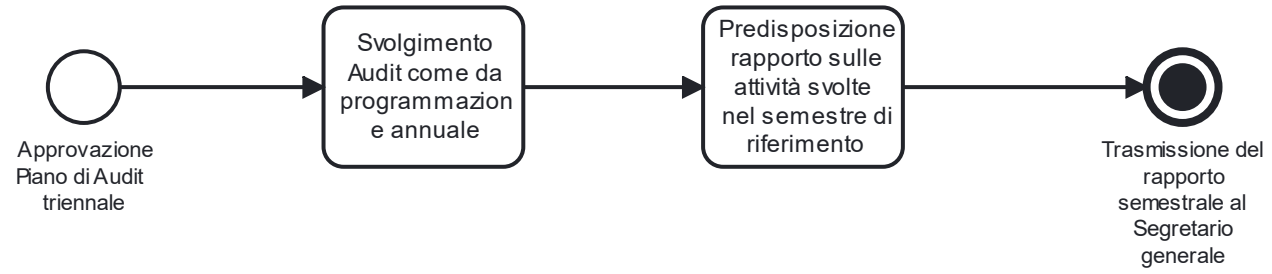 Approvazione
Piano di Audit
triennale
Svolgimento
Audit come da
programmazion
e annuale
Predisposizione
rapporto sulle
attività svolte
nel semestre di
riferimento
Trasmissione del
rapporto
semestrale al
Segretario
generale